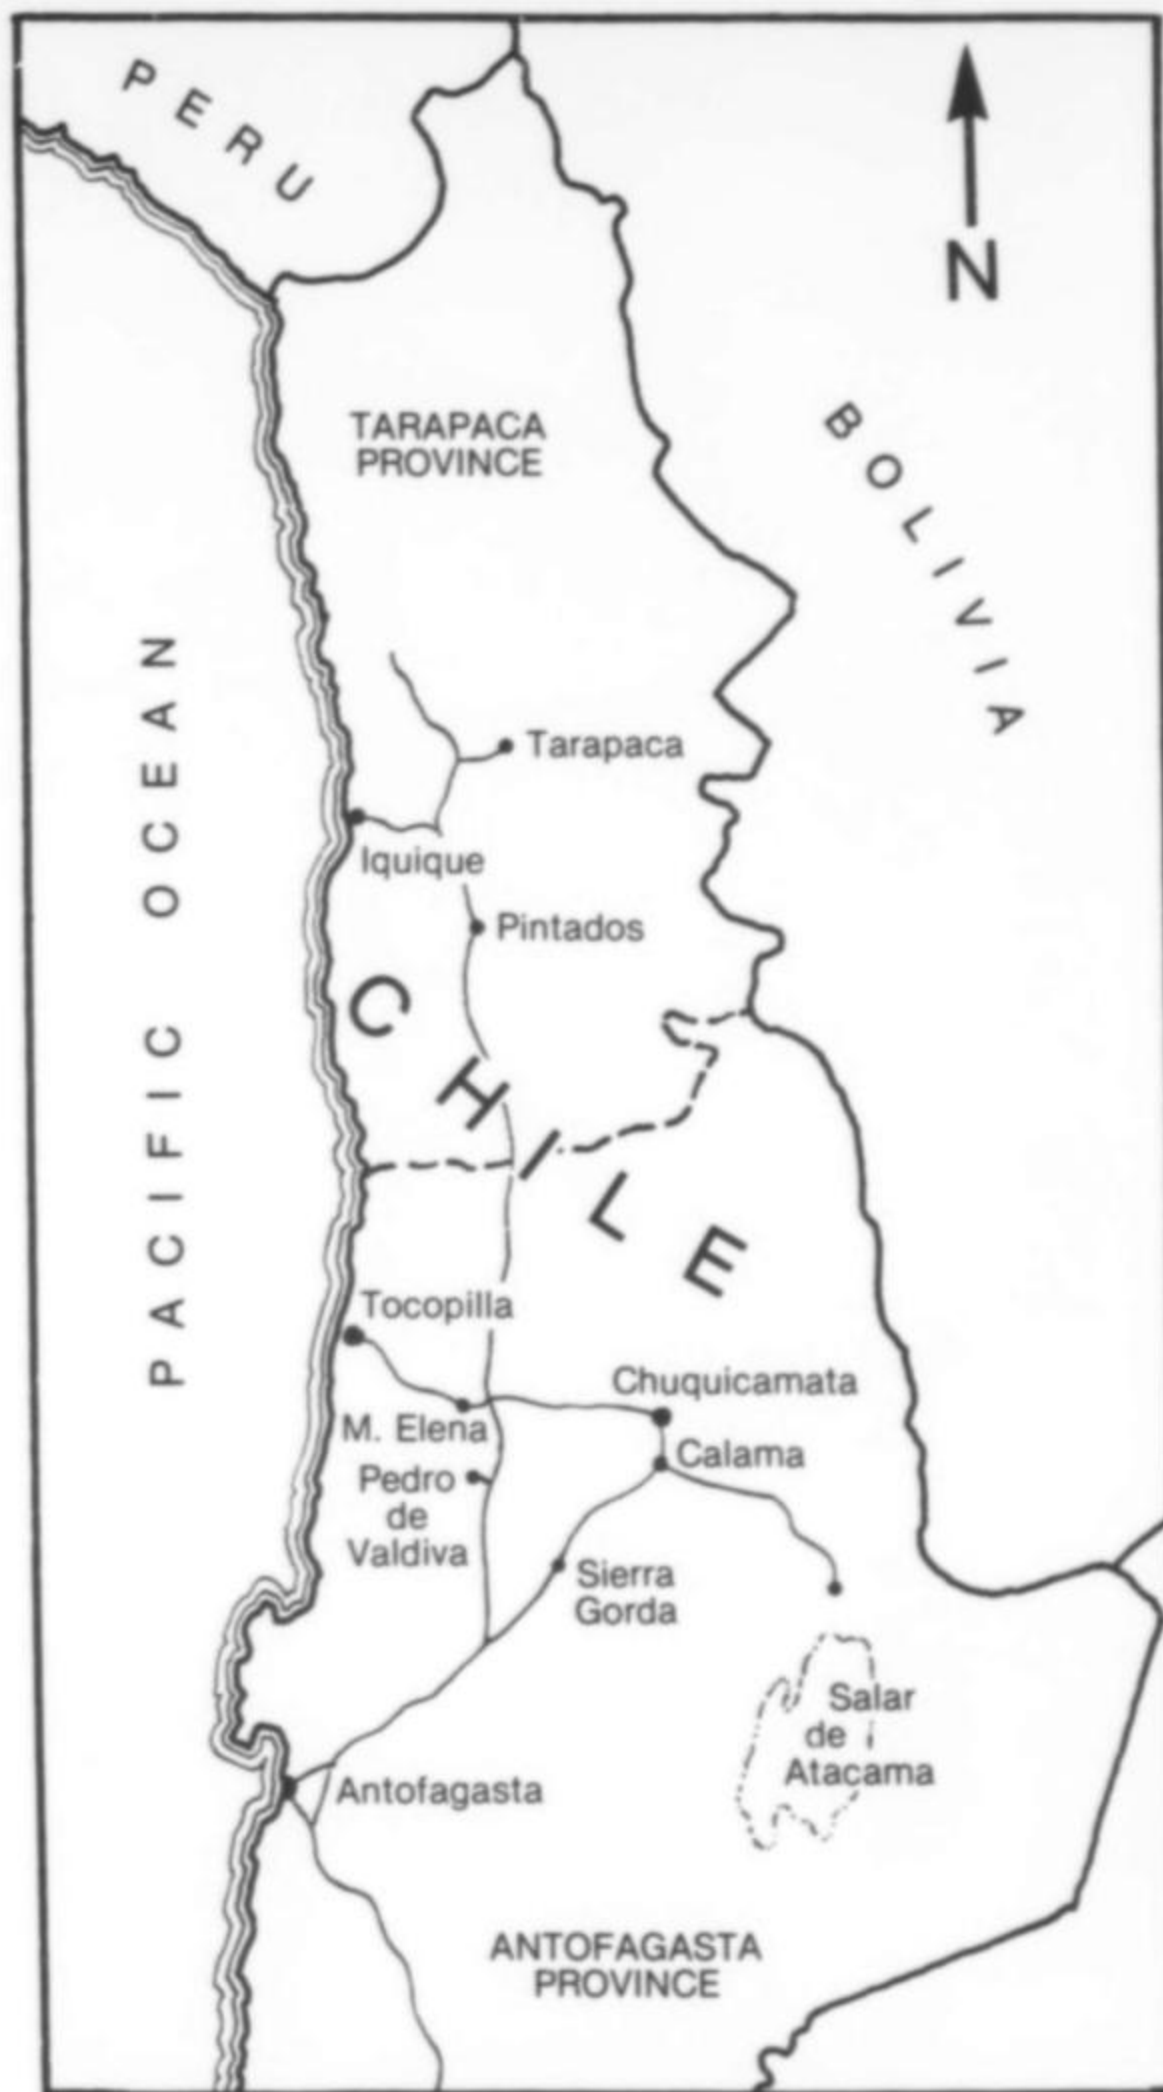 PERU
N
TARAPACA
PROVINCE
BOLIVIA
PACIFIC OCEAN
Tarapaca
Iquique
Pintados
CHILE
Tocopilla
Chuquicamata
M. Elena
Calama
Pedro
de
Valdiva
Sierra
Gorda
Salar
de
Atacama
Antofagasta
ANTOFAGASTA
PROVINCE